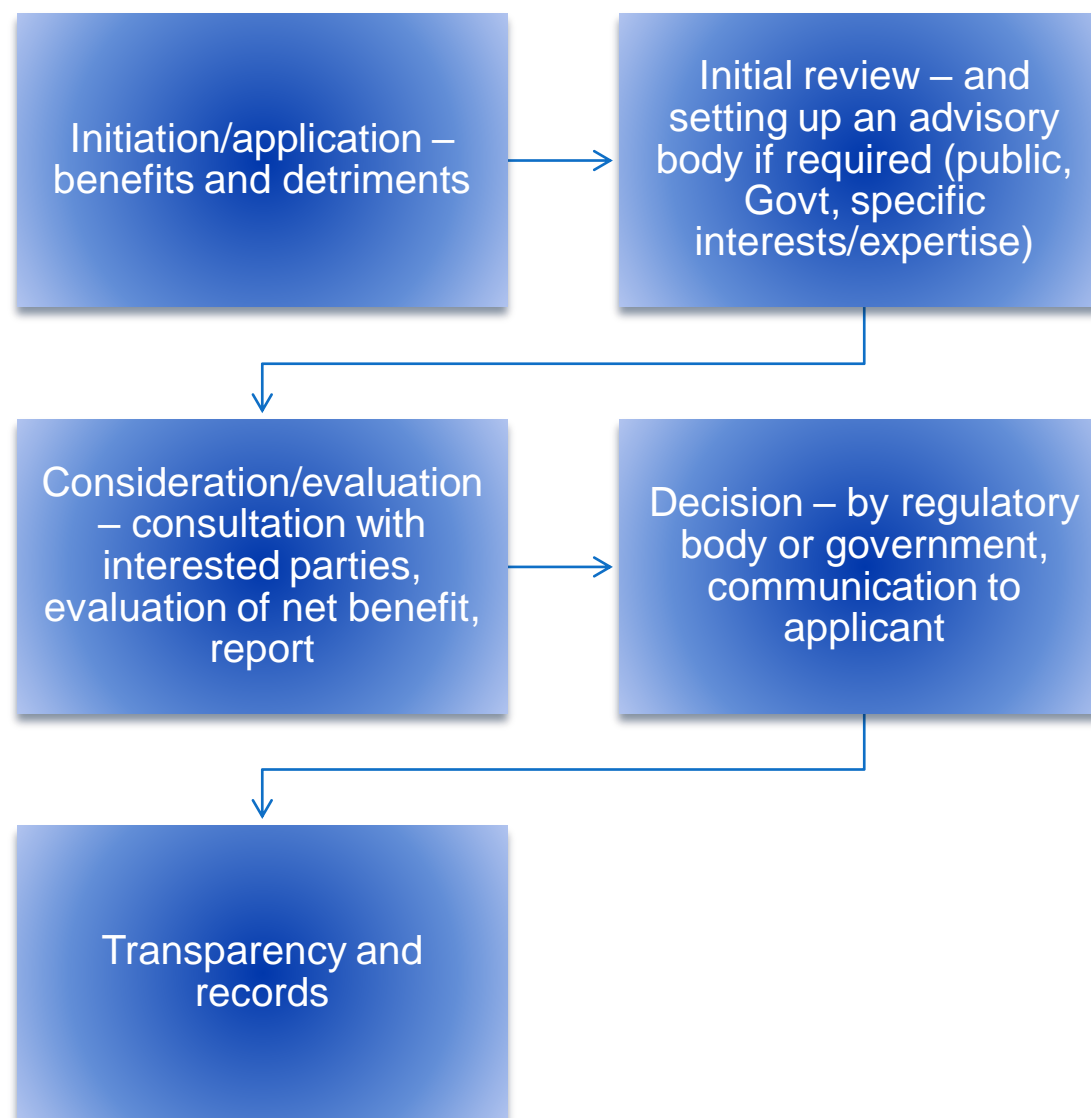 Initiation/application –
benefits and detriments
Initial review – and
setting up an advisory
body if required (public,
Govt, specific
interests/expertise)
Consideration/evaluation
– consultation with
interested parties,
evaluation of net benefit,
report
Decision – by regulatory
body or government,
communication to
applicant
Transparency and
records